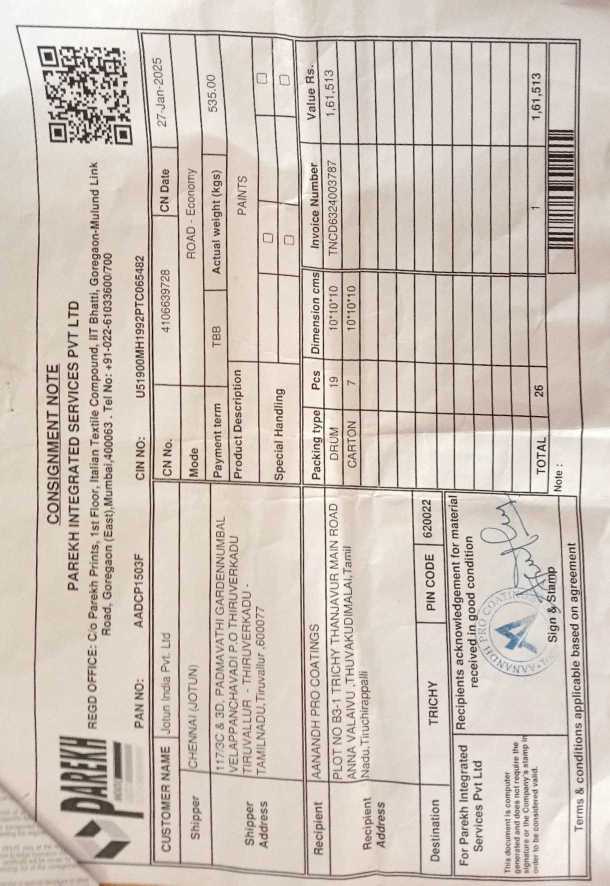 CONSIGNMENT NOTE
PAREKH INTEGRATED SERVICES PVT LTD
PAREKH
REGD OFFICE: C/o Parekh Prints, 1st Floor, Italian Textile Compound, IIT Bhatti, Goregaon-Mulund Link
Road, Goregaon (East),Mumbai,400063 . Tel No: +91-022-61033600/700
PAN NO: AADCP1503F CIN NO: U51900MH1992PTC065482
CUSTOMER NAME Jotun India Pvt. Ltd CN No. 4106639728 CN Date 27-Jan-2025
Shipper CHENNAI (JOTUN) Mode ROAD - Economy
Payment term TBB Actual weight (kgs) 535.00
Shipper Address
117/3C & 3D, PADMAVATHI GARDENNUMBAL
VELAPPANCHAVADI P.O THIRUVERKADU
TIRUVALLUR - THIRUVERKADU -
TAMILNADU,Tiruvallur ,600077
Product Description PAINTS
Special Handling
Recipient AANANDH PRO COATINGS
Packing type Pcs Dimension cms Invoice Number Value Rs.
DRUM 19 10*10*10 TNCD6324003787 1,61,513
CARTON 7 10*10*10
Recipient Address
PLOT NO B3-1 TRICHY THANJAVUR MAIN ROAD
ANNA VALAIVU ,THUVAKUDIMALAI,Tamil
Nadu,Tiruchirappalli
Destination TRICHY PIN CODE 620022
For Parekh Integrated
Services Pvt Ltd
This document is computer
generated and does not require the
signature or the Company's stamp in
order to be considered valid.
Recipients acknowledgement for material
received in good condition
AANANDH PRO COATINGS
A
Sign & Stamp
TOTAL 26 1 1,61,513
Note :
Terms & conditions applicable based on agreement